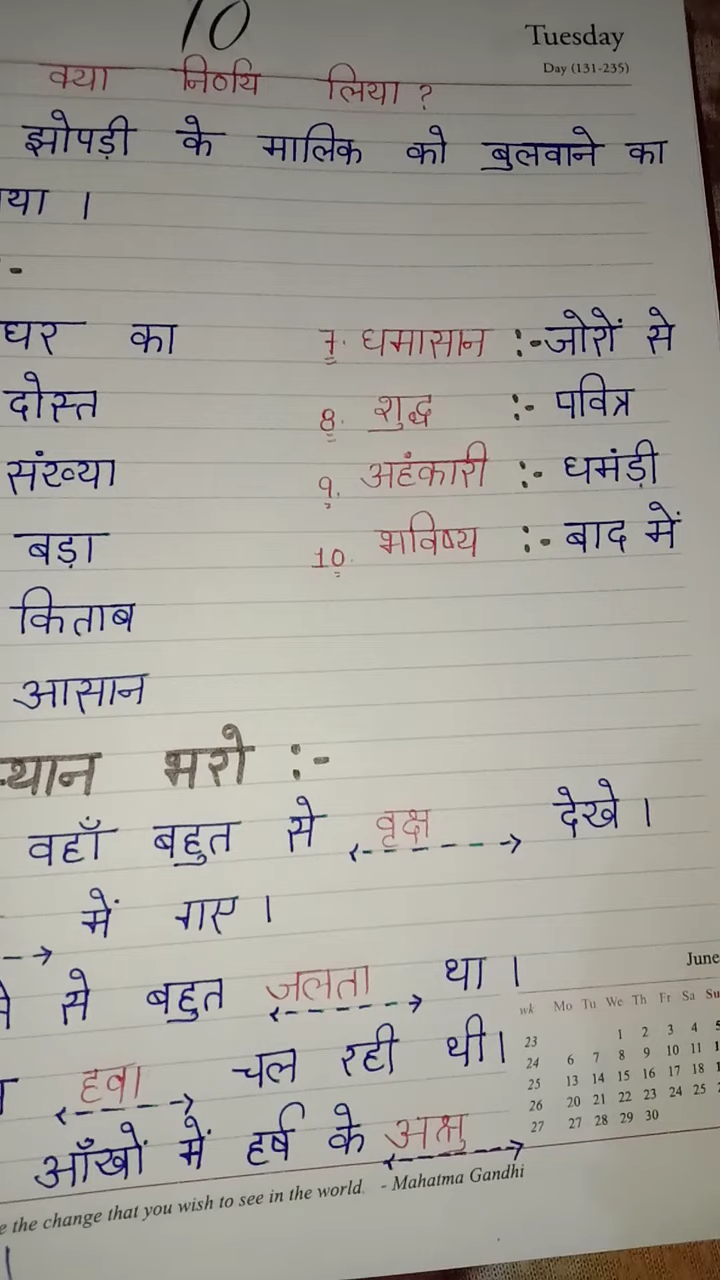 10 Tuesday
Day (131-235)
क्या निर्णय लिया ?
झोपड़ी के मालिक को बुलवाने का
या ।
:-
घर का 7. धमासान :- जोरों से
दोस्त 8. शुद्ध :- पवित्र
संख्या 9. अहंकारी :- धमंड़ी
बड़ा 10. भविष्य :- बाद में
किताब
आसान
स्थान भरो :-
वहाँ बहुत से वृक्ष देखे ।
में गए ।
से बहुत जलता था ।
हवा चल रही थी।
आँखों में हर्ष के अश्रु
June
wk Mo Tu We Th Fr Sa Su
23 1 2 3 4 5
24 6 7 8 9 10 11
25 13 14 15 16 17 18
26 20 21 22 23 24 25
27 27 28 29 30
e the change that you wish to see in the world. - Mahatma Gandhi